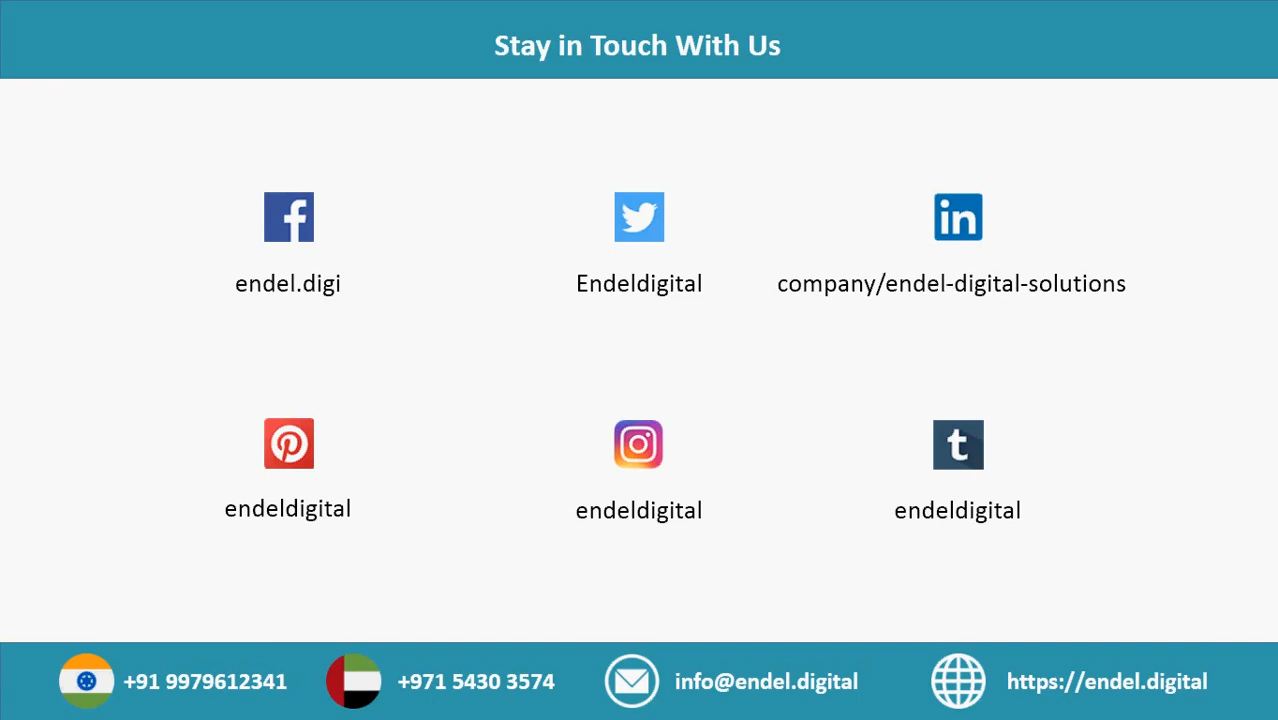 Stay in Touch With Us
endel.digi
Endeldigital
company/endel-digital-solutions
endeldigital
endeldigital
endeldigital
+91 9979612341
+971 5430 3574
info@endel.digital
https://endel.digital